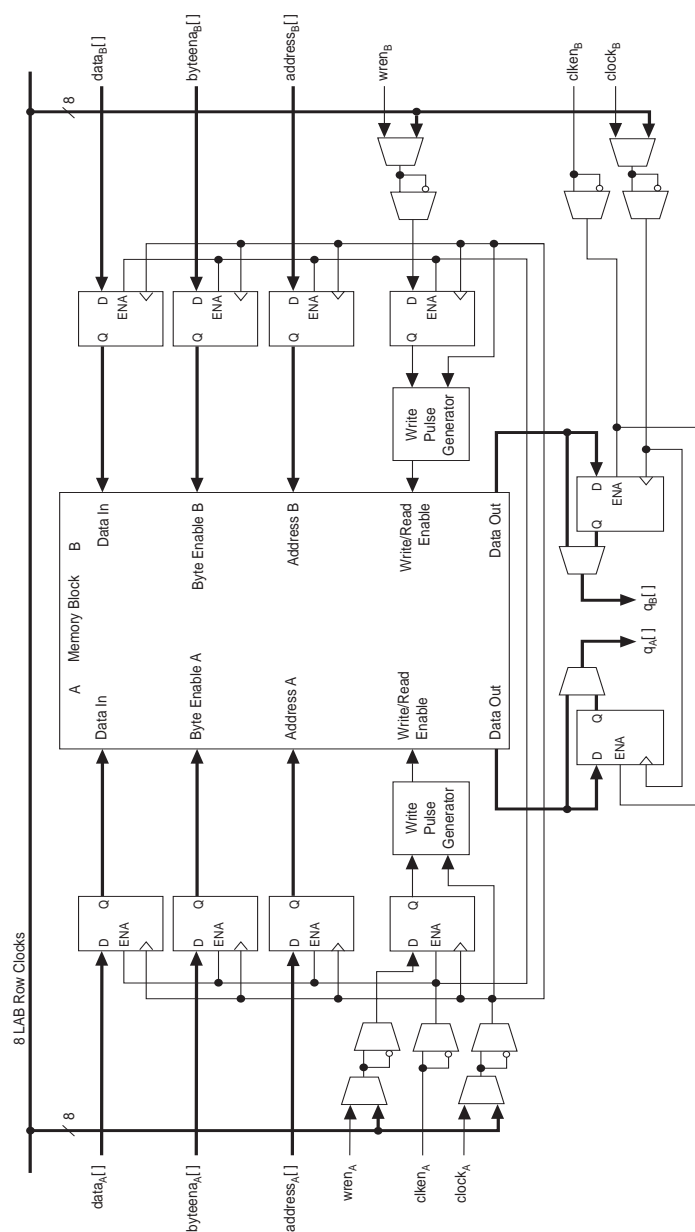 8 LAB Row Clocks
8
8
data_A[ ]
byteena_A[ ]
address_A[ ]
wren_A
clken_A
clock_A
D
Q
ENA
D
Q
ENA
D
Q
ENA
D
Q
ENA
Write
Pulse
Generator
A
Memory Block
B
Data In
Byte Enable A
Address A
Write/Read
Enable
Data Out
Data In
Byte Enable B
Address B
Write/Read
Enable
Data Out
Write
Pulse
Generator
Q
D
ENA
Q
D
ENA
Q
D
ENA
Q
D
ENA
data_B[ ]
byteena_B[ ]
address_B[ ]
wren_B
clken_B
clock_B
D
Q
ENA
q_A[ ]
q_B[ ]
D
Q
ENA